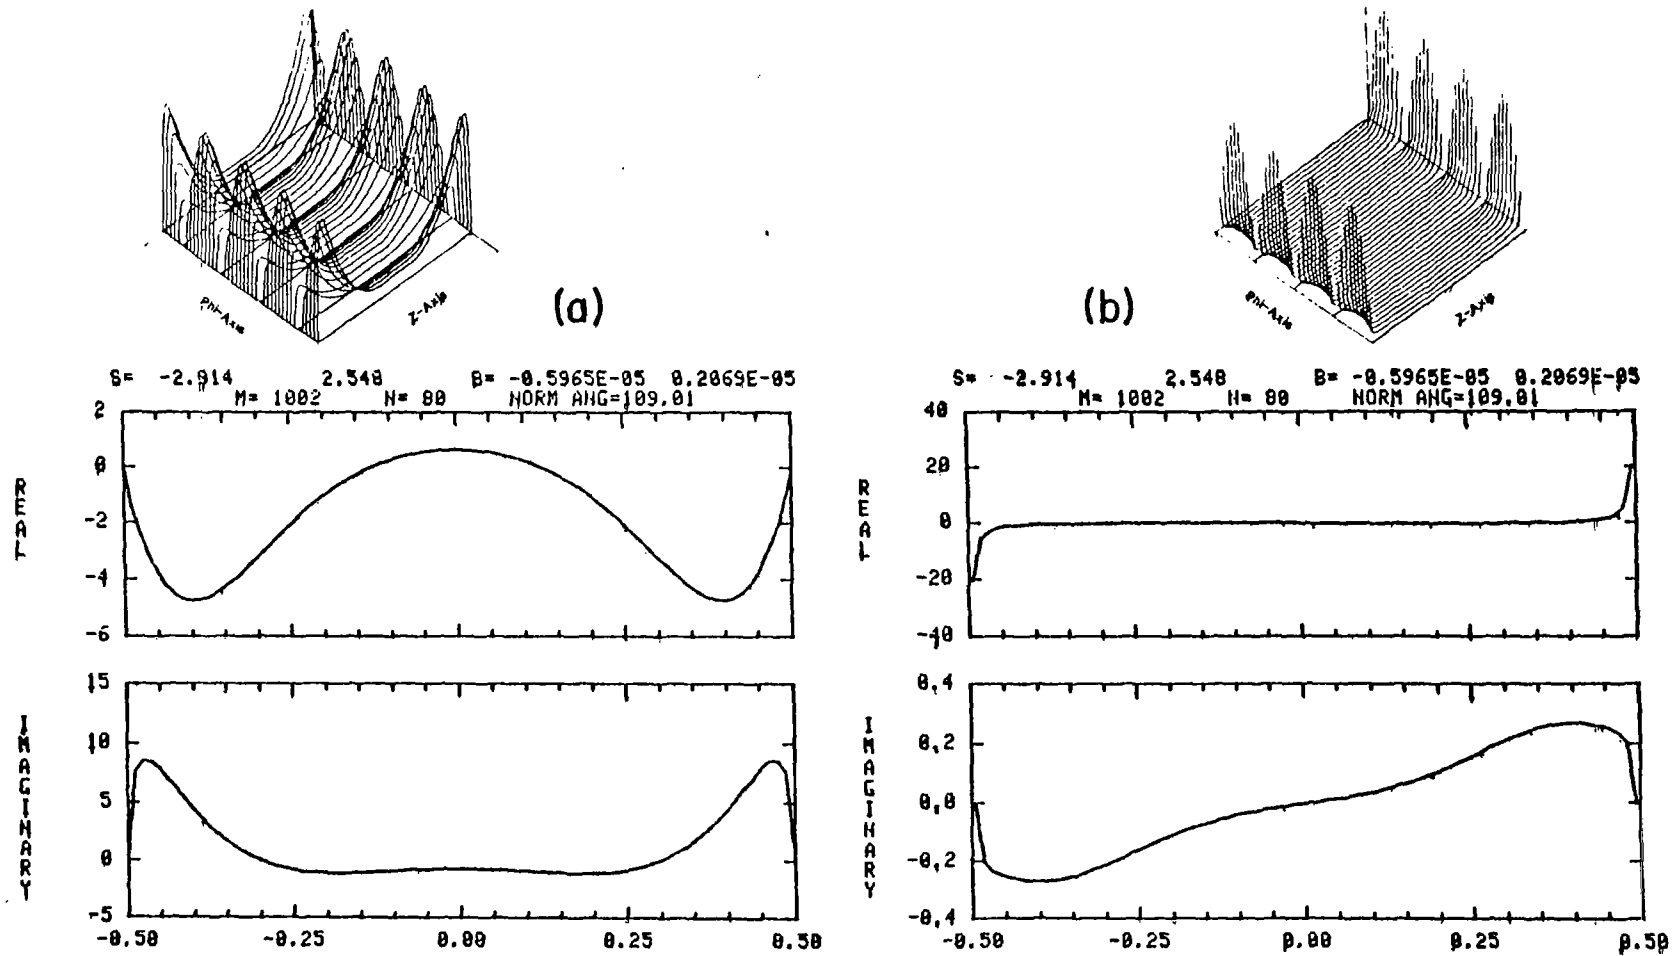 Phi-Axis
Z-Axis
(a)
Phi-Axis
Z-Axis
(b)
S= -2.914 2.548 B= -0.5965E-05 0.2069E-05
M= 1002 N= 80 NORM ANG=109.01
2
0
-2
-4
-6
REAL
15
10
5
0
-5
IMAGINARY
-0.50 -0.25 0.00 0.25 0.50
S= -2.914 2.548 B= -0.5965E-05 0.2069E-05
M= 1002 N= 80 NORM ANG=109.01
40
20
0
-20
-40
REAL
0.4
0.2
0.0
-0.2
-0.4
IMAGINARY
-0.50 -0.25 0.00 0.25 0.50